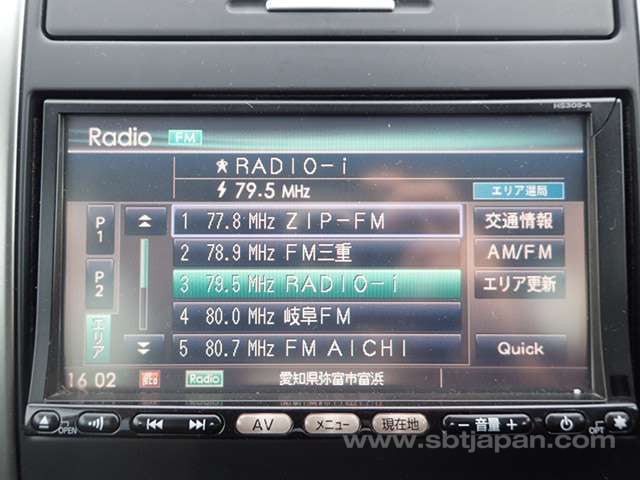 HS309-A
Radio FM
★RADIO-i
79.5 MHz エリア選局
P1 1 77.8 MHz ZIP-FM 交通情報
2 78.9 MHz FM三重 AM/FM
P2 3 79.5 MHz RADIO-i エリア更新
エリア 4 80.0 MHz 岐阜FM
5 80.7 MHz FM AICHI Quick
16 02 Radio 愛知県弥富市富浜
OPEN AV メニュー 現在地 - 音量 + OPT
www.sbtjapan.com